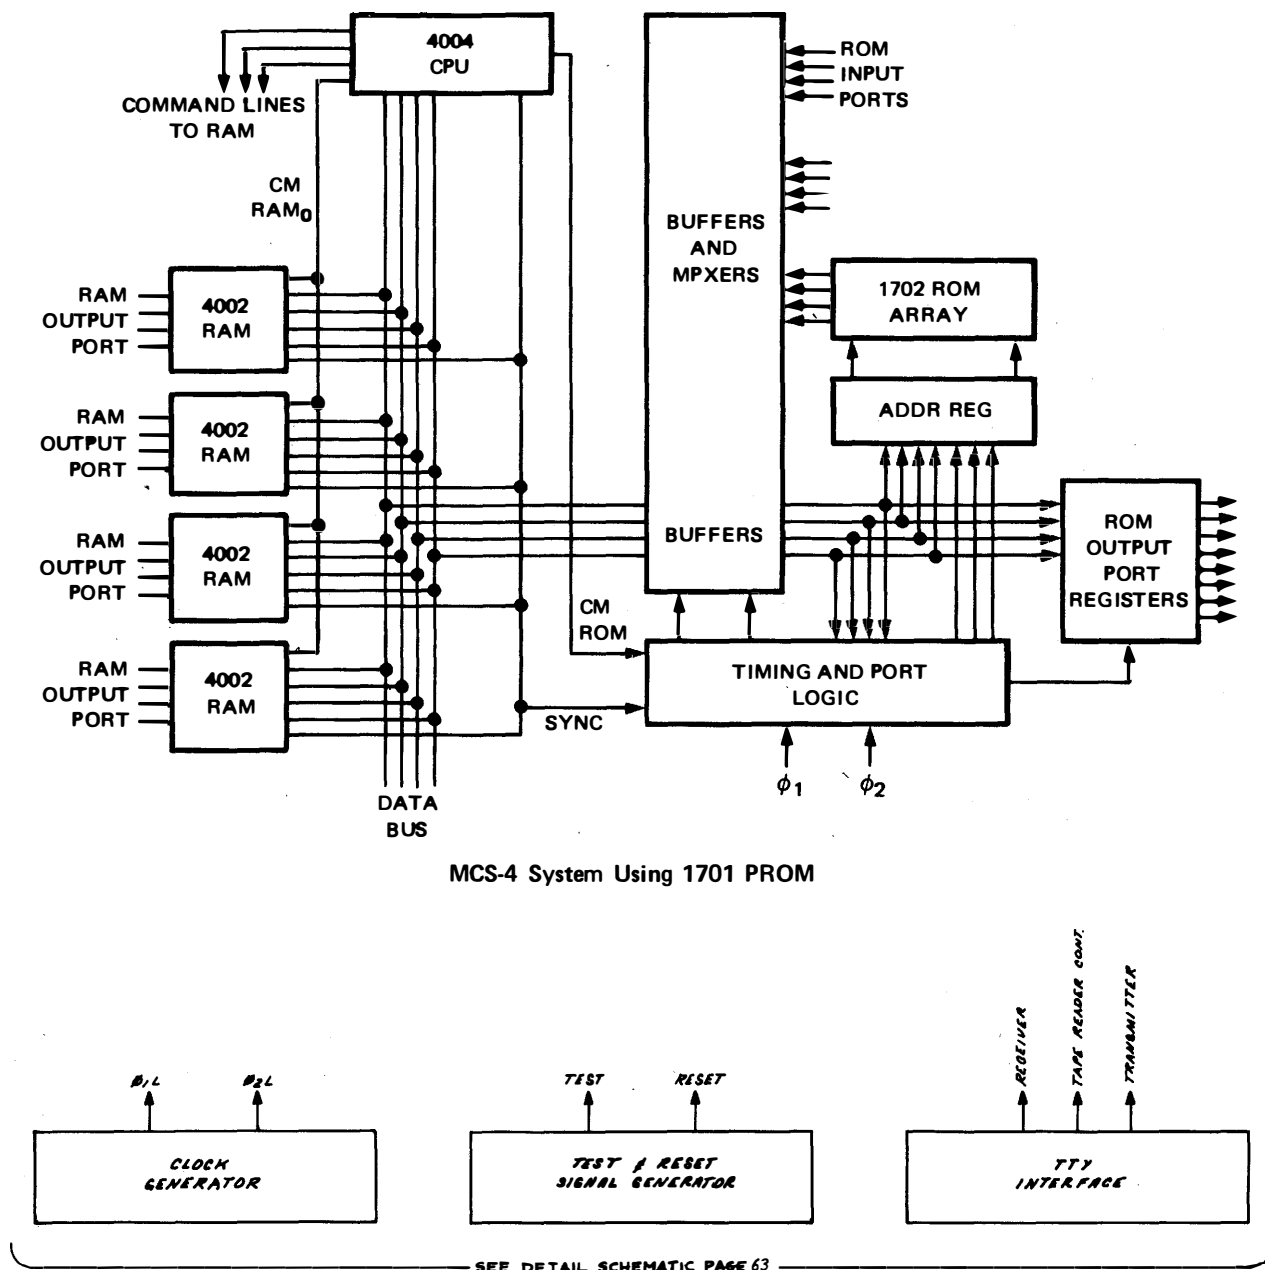 4004
CPU
COMMAND LINES
TO RAM
CM
RAM0
ROM
INPUT
PORTS
BUFFERS
AND
MPXERS
1702 ROM
ARRAY
ADDR REG
RAM
OUTPUT
PORT
4002
RAM
RAM
OUTPUT
PORT
4002
RAM
RAM
OUTPUT
PORT
4002
RAM
RAM
OUTPUT
PORT
4002
RAM
BUFFERS
ROM
OUTPUT
PORT
REGISTERS
CM
ROM
TIMING AND PORT
LOGIC
SYNC
ϕ1
ϕ2
DATA
BUS
MCS-4 System Using 1701 PROM
ø1L
ø2L
CLOCK
GENERATOR
TEST
RESET
TEST & RESET
SIGNAL GENERATOR
RECEIVER
TAPE READER CONT.
TRANSMITTER
TTY
INTERFACE
SEE DETAIL SCHEMATIC PAGE 63